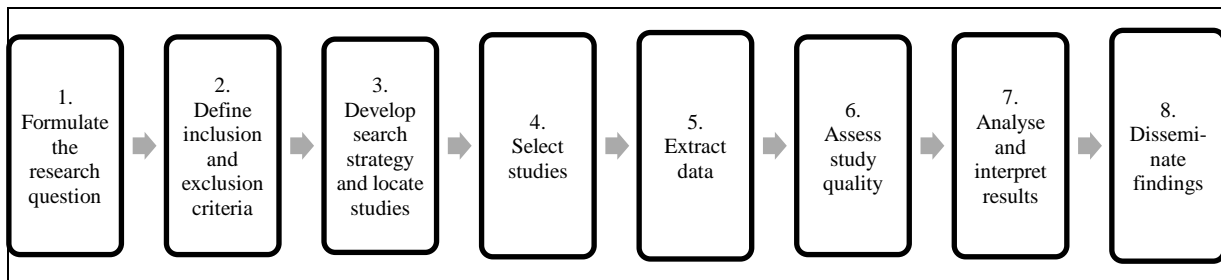 1.
Formulate
the
research
question
2.
Define
inclusion
and
exclusion
criteria
3.
Develop
search
strategy
and locate
studies
4.
Select
studies
5.
Extract
data
6.
Assess
study
quality
7.
Analyse
and
interpret
results
8.
Dissemi-
nate
findings